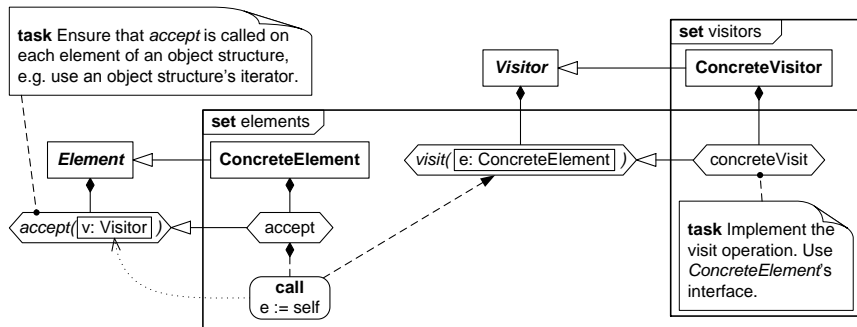 task Ensure that accept is called on
each element of an object structure,
e.g. use an object structure's iterator.
set visitors
Visitor
ConcreteVisitor
set elements
Element
ConcreteElement
visit( e: ConcreteElement )
concreteVisit
accept( v: Visitor )
accept
task Implement the
visit operation. Use
ConcreteElement's
interface.
call
e := self